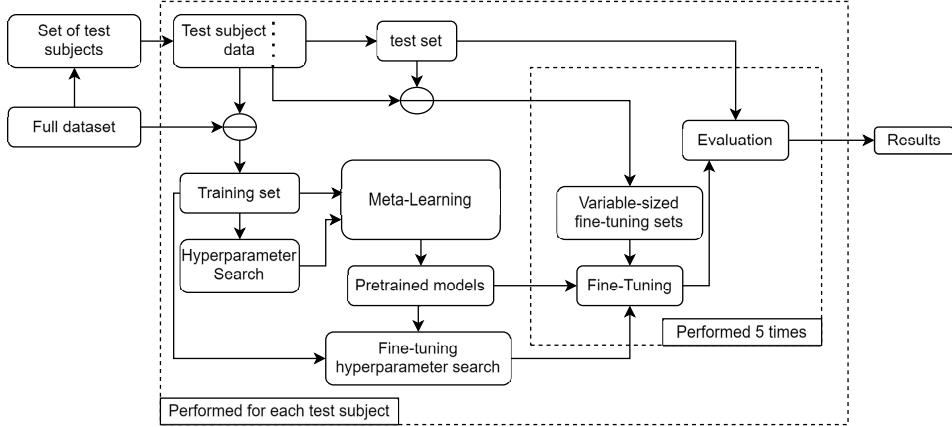 Set of test
subjects
Test subject
data
test set
Full dataset
Evaluation
Results
Training set
Meta-Learning
Variable-sized
fine-tuning sets
Hyperparameter
Search
Pretrained models
Fine-Tuning
Performed 5 times
Fine-tuning
hyperparameter search
Performed for each test subject